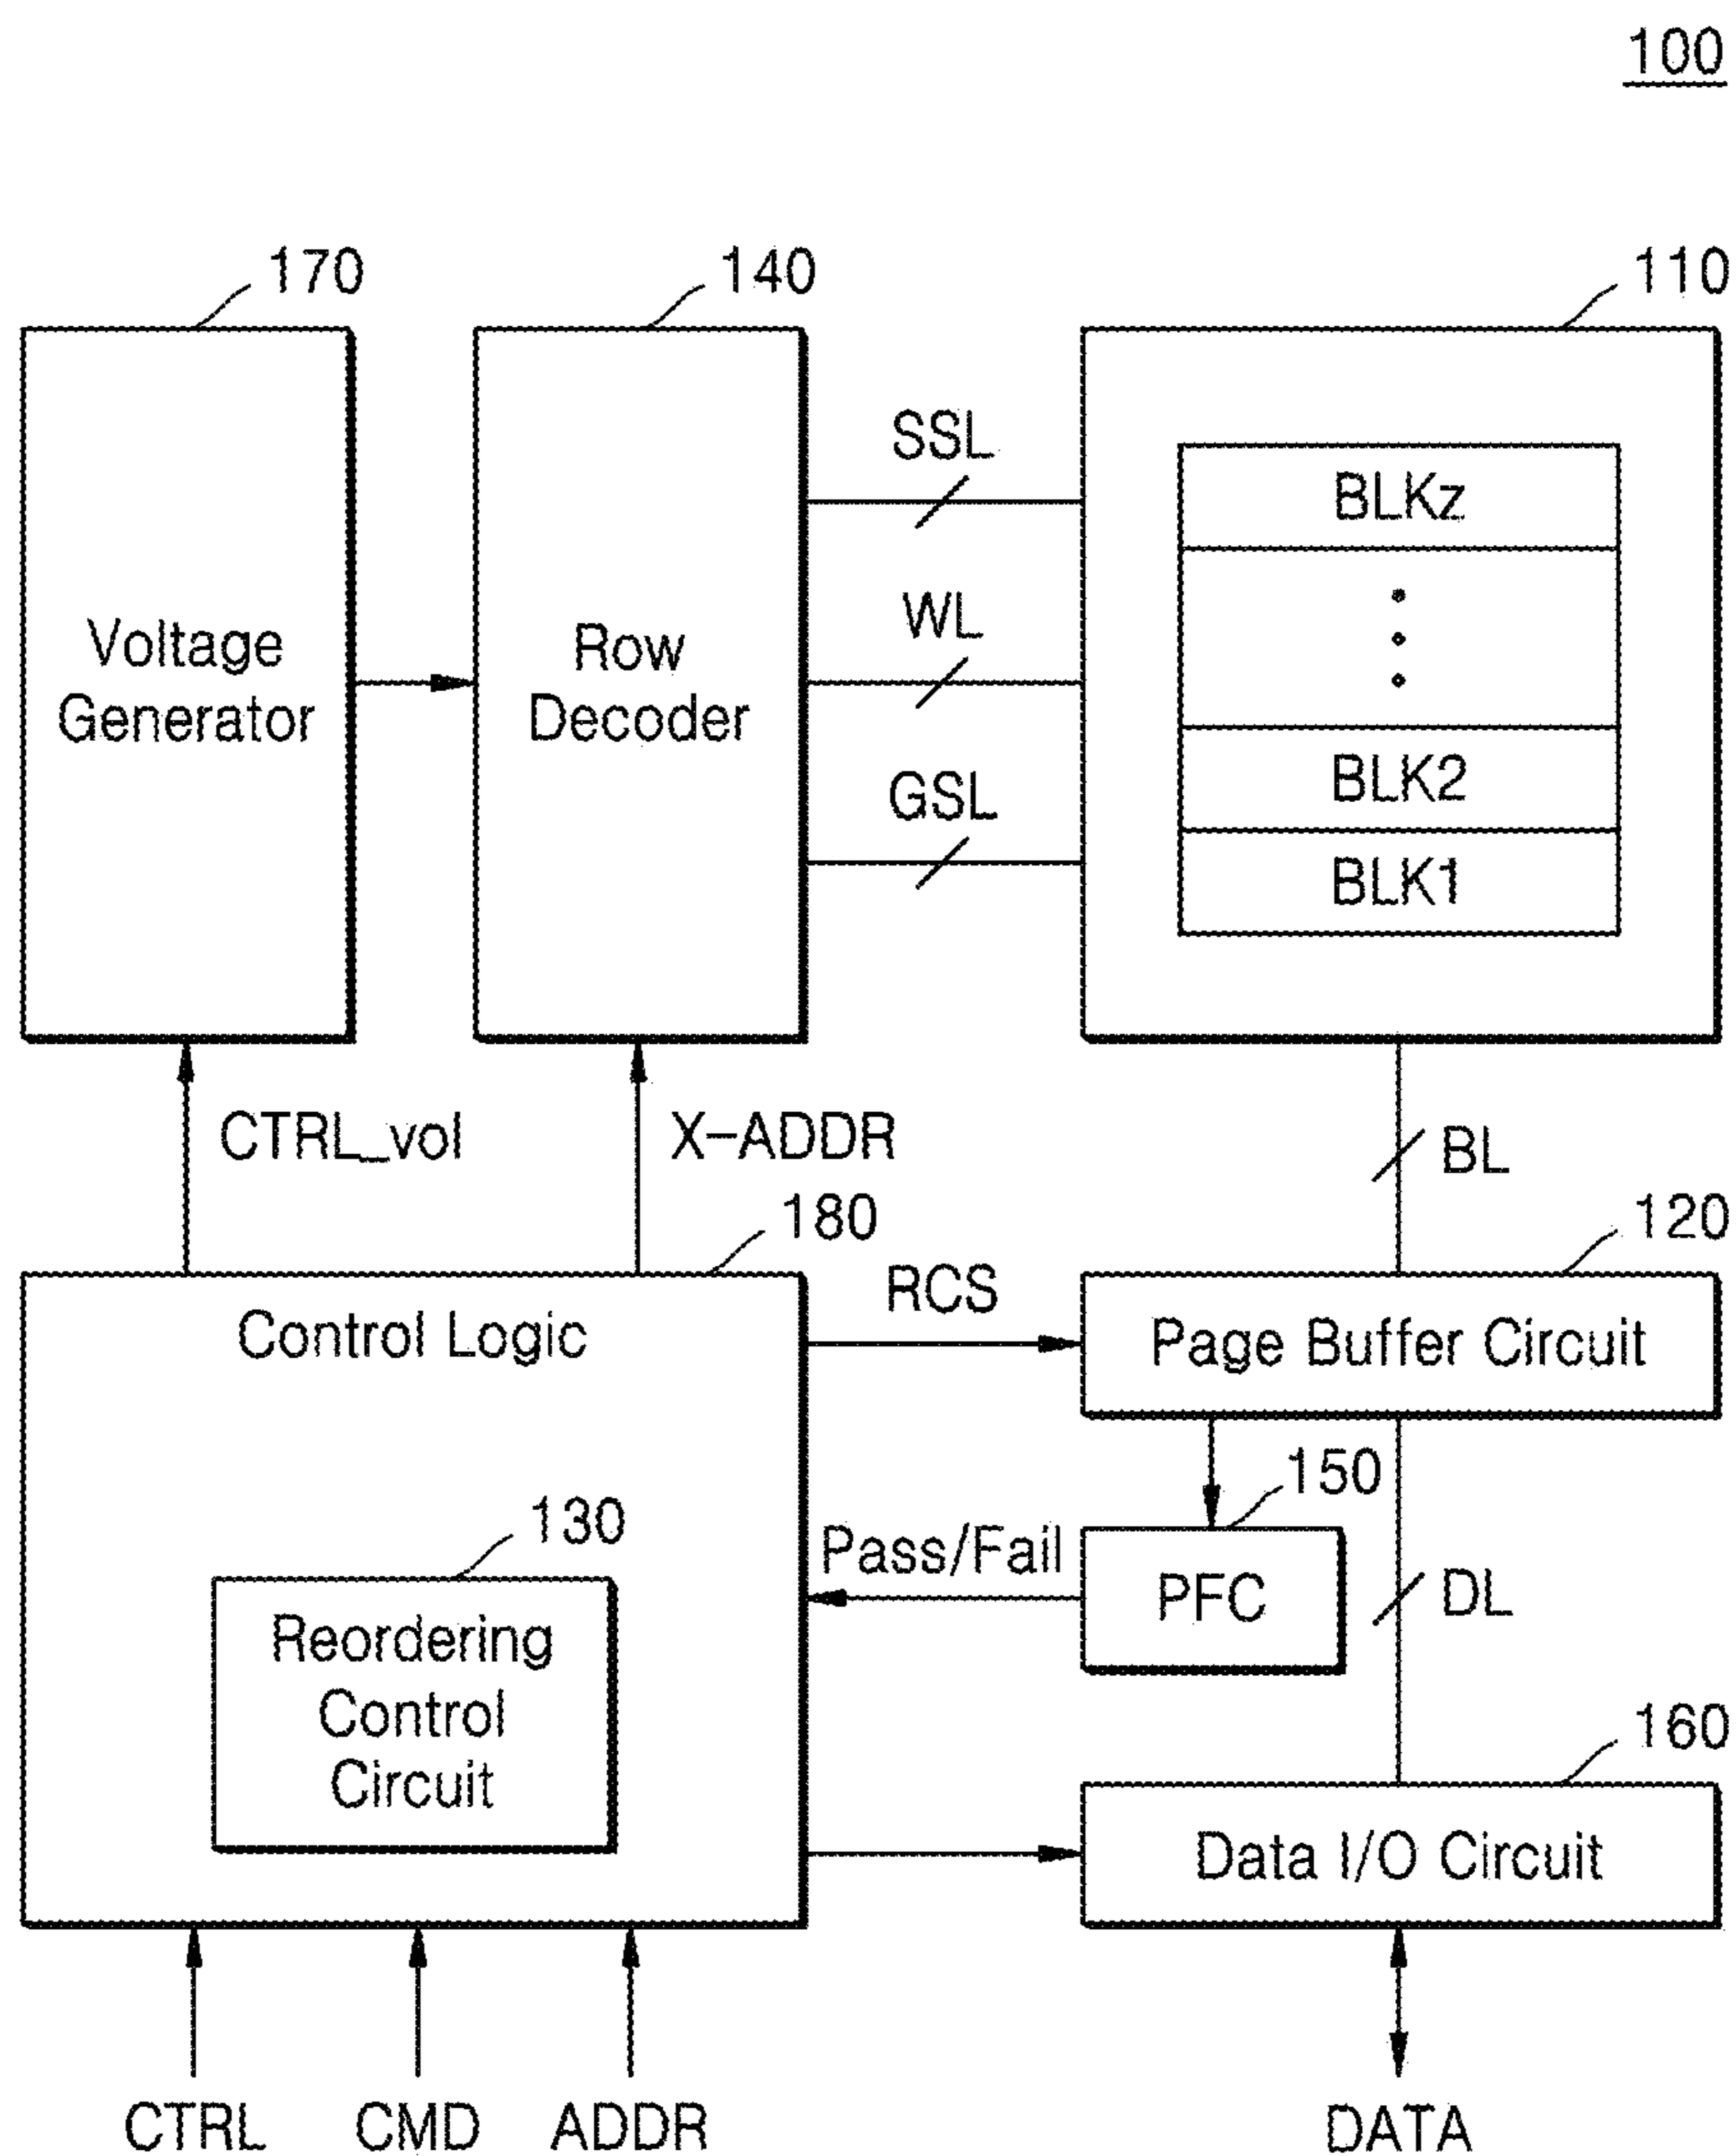 100
170
140
110
Voltage
Generator
Row
Decoder
SSL
WL
GSL
BLKz
BLK2
BLK1
CTRL_vol
X-ADDR
BL
180
120
Control Logic
RCS
Page Buffer Circuit
150
130
Pass/Fail
PFC
DL
Reordering
Control
Circuit
160
Data I/O Circuit
CTRL
CMD
ADDR
DATA